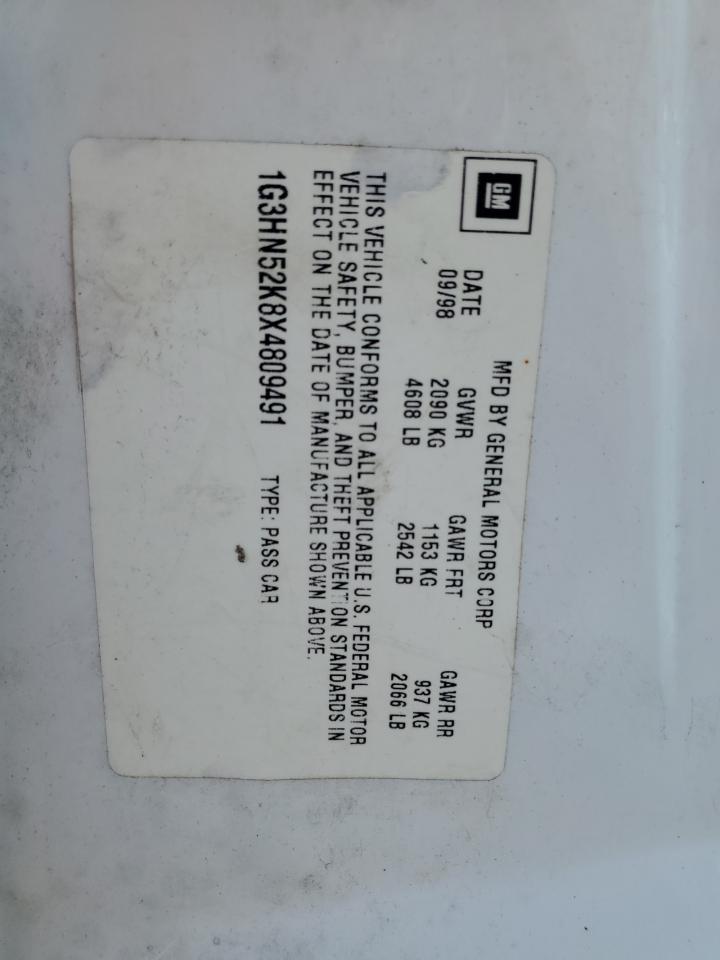 GM
MFD BY GENERAL MOTORS CORP
DATE GVWR GAWR FRT GAWR RR
09/98 2090 KG 1153 KG 937 KG
4608 LB 2542 LB 2066 LB
THIS VEHICLE CONFORMS TO ALL APPLICABLE U.S. FEDERAL MOTOR
VEHICLE SAFETY, BUMPER, AND THEFT PREVENTION STANDARDS IN
EFFECT ON THE DATE OF MANUFACTURE SHOWN ABOVE.
1G3HN52K8X4809491 TYPE: PASS CAR